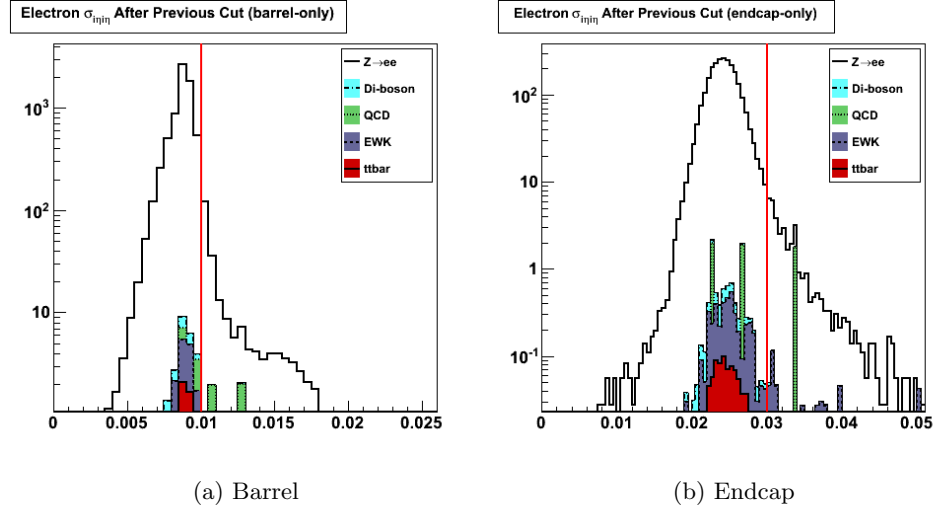 Electron σiηiη After Previous Cut (barrel-only)
Z→ee
Di-boson
QCD
EWK
ttbar
10³
10²
10
0 0.005 0.01 0.015 0.02 0.025
(a) Barrel
Electron σiηiη After Previous Cut (endcap-only)
Z→ee
Di-boson
QCD
EWK
ttbar
10²
10
1
10⁻¹
0 0.01 0.02 0.03 0.04 0.05
(b) Endcap